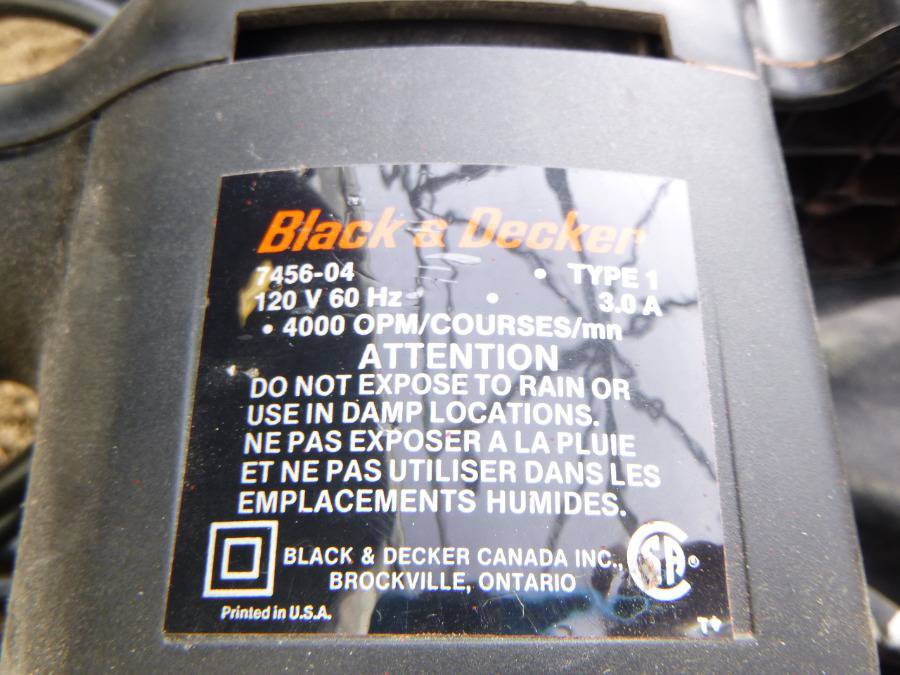 Black & Decker
7456-04 • TYPE 1
120 V 60 Hz • 3.0 A
• 4000 OPM/COURSES/mn
ATTENTION
DO NOT EXPOSE TO RAIN OR
USE IN DAMP LOCATIONS.
NE PAS EXPOSER A LA PLUIE
ET NE PAS UTILISER DANS LES
EMPLACEMENTS HUMIDES.
BLACK & DECKER CANADA INC.,
BROCKVILLE, ONTARIO
SA ®
Printed in U.S.A.
T